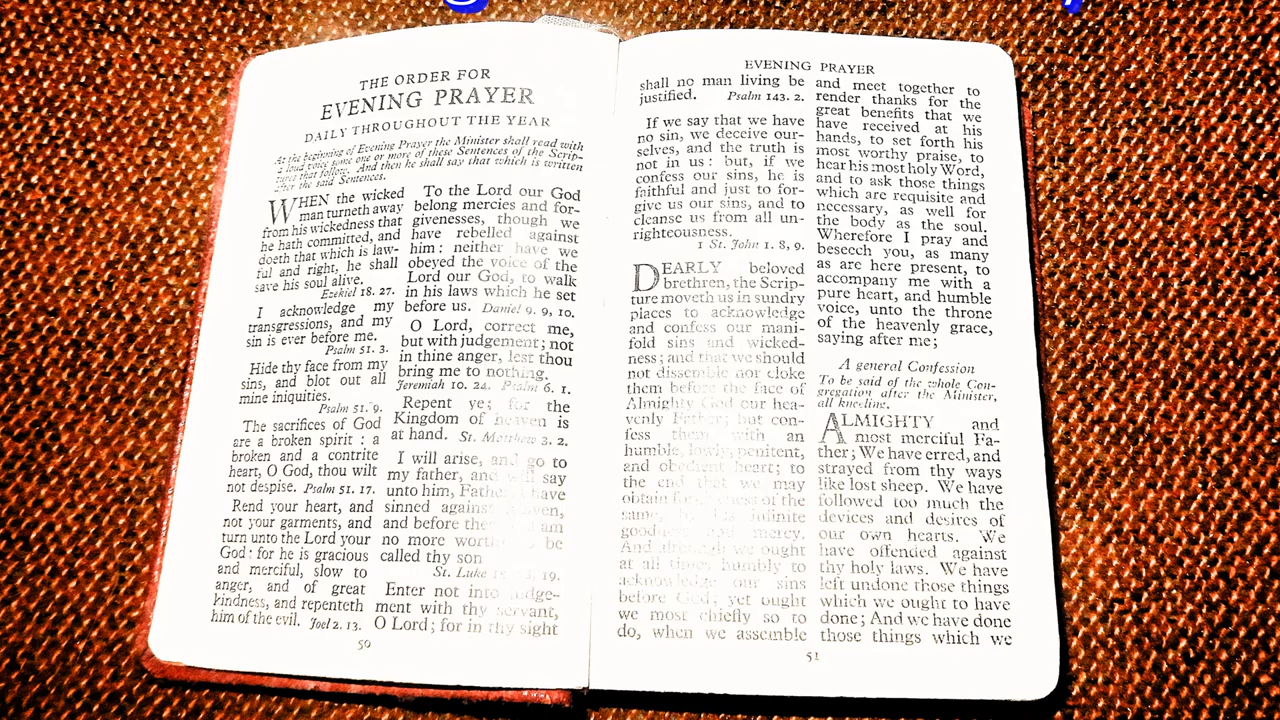 THE ORDER FOR
EVENING PRAYER
DAILY THROUGHOUT THE YEAR
At the beginning of Evening Prayer the Minister shall read with
a loud voice some one or more of these Sentences of the Scrip-
tures that follow. And then he shall say that which is written
after the said Sentences.
WHEN the wicked
man turneth away
from his wickedness that
he hath committed, and
doeth that which is law-
ful and right, he shall
save his soul alive.
Ezekiel 18. 27.
I acknowledge my
transgressions, and my
sin is ever before me.
Psalm 51. 3.
Hide thy face from my
sins, and blot out all
mine iniquities.
Psalm 51. 9.
The sacrifices of God
are a broken spirit : a
broken and a contrite
heart, O God, thou wilt
not despise. Psalm 51. 17.
Rend your heart, and
not your garments, and
turn unto the Lord your
God : for he is gracious
and merciful, slow to
anger, and of great
kindness, and repenteth
him of the evil. Joel 2. 13.
To the Lord our God
belong mercies and for-
givenesses, though we
have rebelled against
him : neither have we
obeyed the voice of the
Lord our God, to walk
in his laws which he set
before us. Daniel 9. 9, 10.
O Lord, correct me,
but with judgement; not
in thine anger, lest thou
bring me to nothing.
Jeremiah 10. 24. Psalm 6. 1.
Repent ye; for the
Kingdom of heaven is
at hand. St. Matthew 3. 2.
I will arise, and go to
my father, and will say
unto him, Father, have
sinned against heaven,
and before thee am
no more worthy be
called thy son
St. Luke 19.
Enter not into judge-
ment with thy servant,
O Lord; for in thy sight
50
EVENING PRAYER
shall no man living be
justified. Psalm 143. 2.
If we say that we have
no sin, we deceive our-
selves, and the truth is
not in us : but, if we
confess our sins, he is
faithful and just to for-
give us our sins, and to
cleanse us from all un-
righteousness.
1 St. John 1. 8, 9.
DEARLY beloved
brethren, the Scrip-
ture moveth us in sundry
places to acknowledge
and confess our mani-
fold sins and wicked-
ness; and that we should
not dissemble nor cloke
them before the face of
Almighty God our hea-
venly Father; but con-
fess them with an
humble, lowly, penitent,
and obedient heart; to
the end that we may
obtain forgiveness of the
same, by his infinite
goodness and mercy.
And although we ought
at all times humbly to
acknowledge our sins
before God; yet ought
we most chiefly so to
do, when we assemble
and meet together to
render thanks for the
great benefits that we
have received at his
hands, to set forth his
most worthy praise, to
hear his most holy Word,
and to ask those things
which are requisite and
necessary, as well for
the body as the soul.
Wherefore I pray and
beseech you, as many
as are here present, to
accompany me with a
pure heart, and humble
voice, unto the throne
of the heavenly grace,
saying after me;
A general Confession
To be said of the whole Con-
gregation after the Minister,
all kneeling.
ALMIGHTY and
most merciful Fa-
ther; We have erred, and
strayed from thy ways
like lost sheep. We have
followed too much the
devices and desires of
our own hearts. We
have offended against
thy holy laws. We have
left undone those things
which we ought to have
done; And we have done
those things which we
51